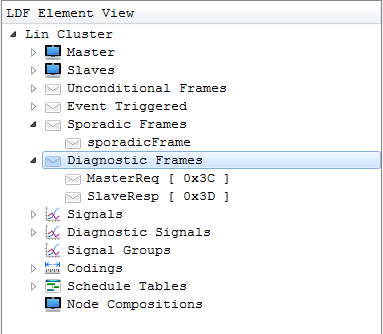 LDF Element View
Lin Cluster
Master
Slaves
Unconditional Frames
Event Triggered
Sporadic Frames
sporadicFrame
Diagnostic Frames
MasterReq [ 0x3C ]
SlaveResp [ 0x3D ]
Signals
Diagnostic Signals
Signal Groups
Codings
Schedule Tables
Node Compositions